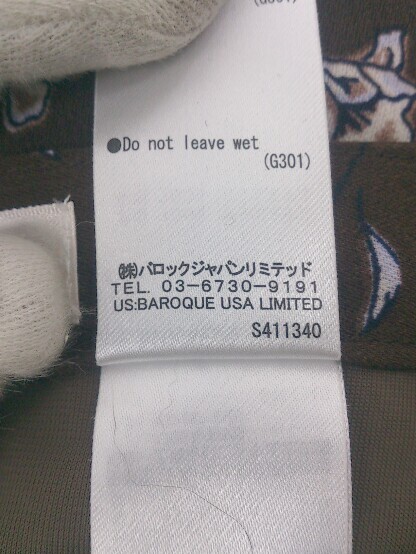 ●Do not leave wet
(G301)
㈱バロックジャパンリミテッド
TEL. 03-6730-9191
US:BAROQUE USA LIMITED
S411340